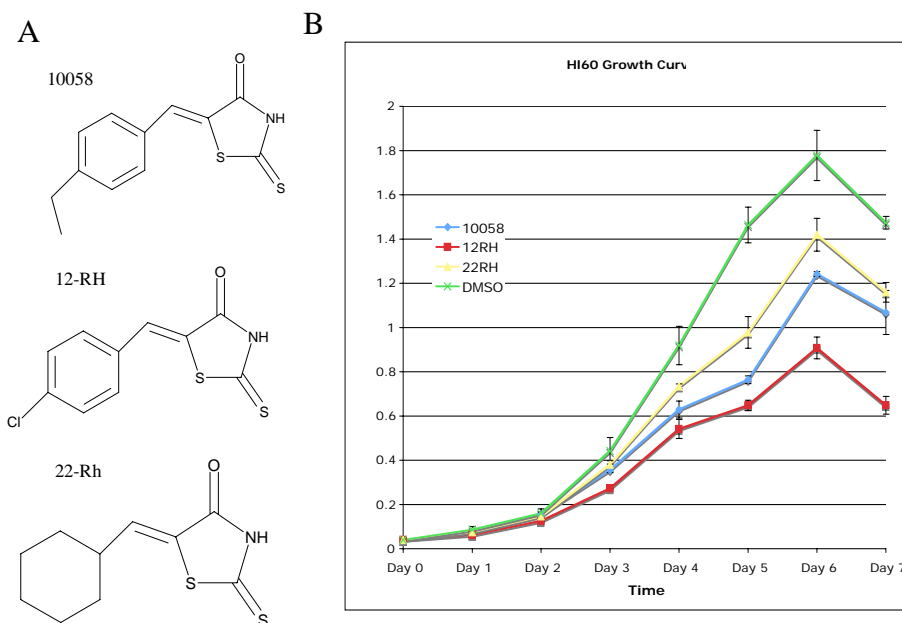 A
10058
O
NH
S
S
12-RH
O
NH
S
S
Cl
22-Rh
O
NH
S
S
B
Hl60 Growth Curv
2
1.8
1.6
1.4
1.2
1
0.8
0.6
0.4
0.2
0
10058
12RH
22RH
DMSO
Day 0 Day 1 Day 2 Day 3 Day 4 Day 5 Day 6 Day 7
Time